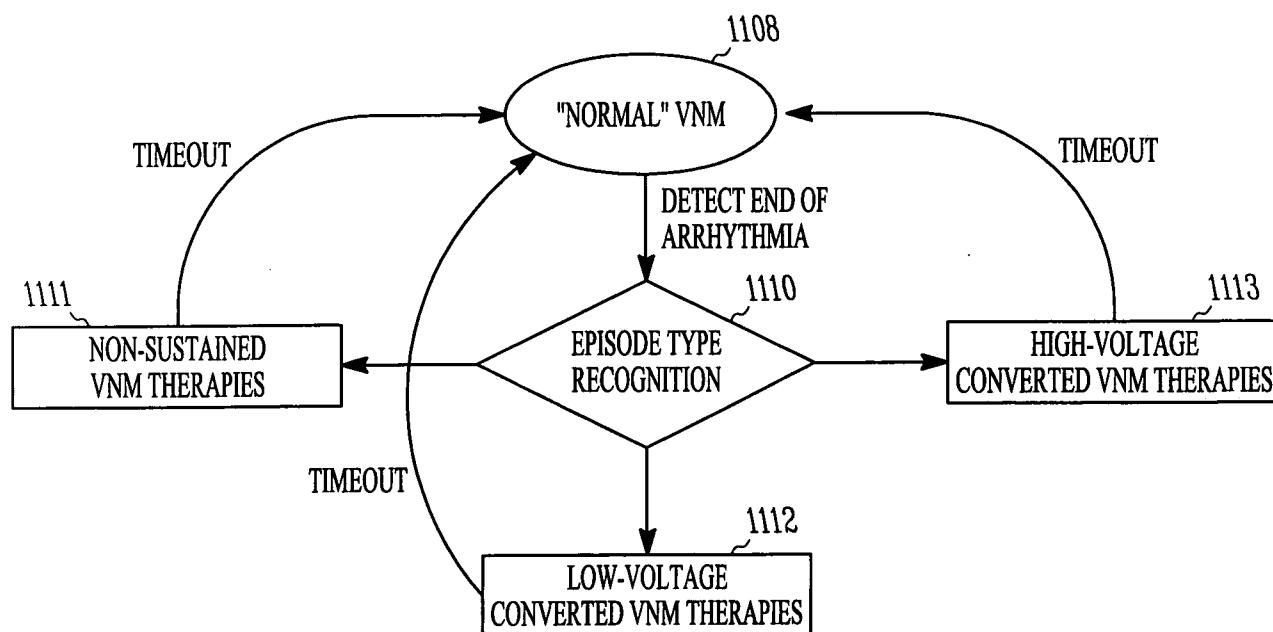 1108
"NORMAL" VNM
TIMEOUT
TIMEOUT
DETECT END OF
ARRHYTHMIA
1111
NON-SUSTAINED
VNM THERAPIES
1110
EPISODE TYPE
RECOGNITION
1113
HIGH-VOLTAGE
CONVERTED VNM THERAPIES
TIMEOUT
1112
LOW-VOLTAGE
CONVERTED VNM THERAPIES